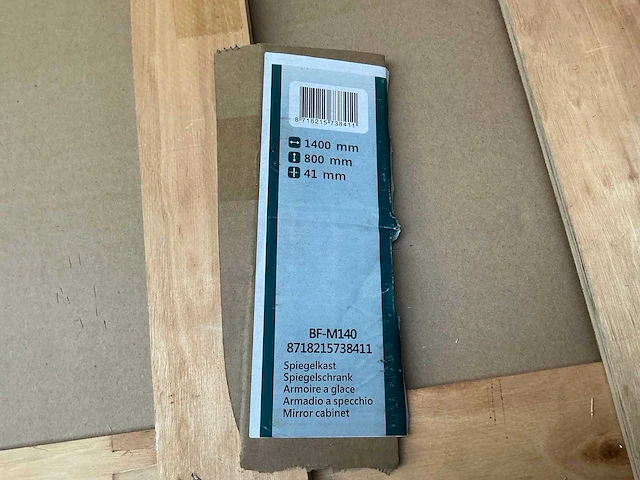 8718215738411
1400 mm
800 mm
41 mm
BF-M140
8718215738411
Spiegelkast
Spiegelschrank
Armoire a glace
Armadio a specchio
Mirror cabinet